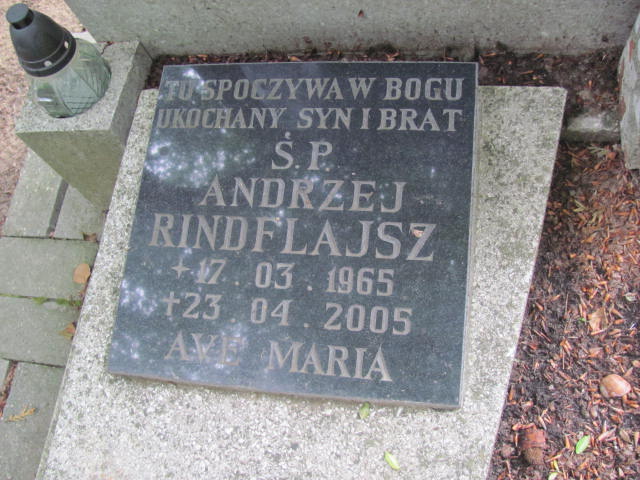 TU SPOCZYWA W BOGU
UKOCHANY SYN I BRAT
Ś.P.
ANDRZEJ
RINDFLAJSZ
+ 17.03.1965
† 23.04.2005
AVE MARIA